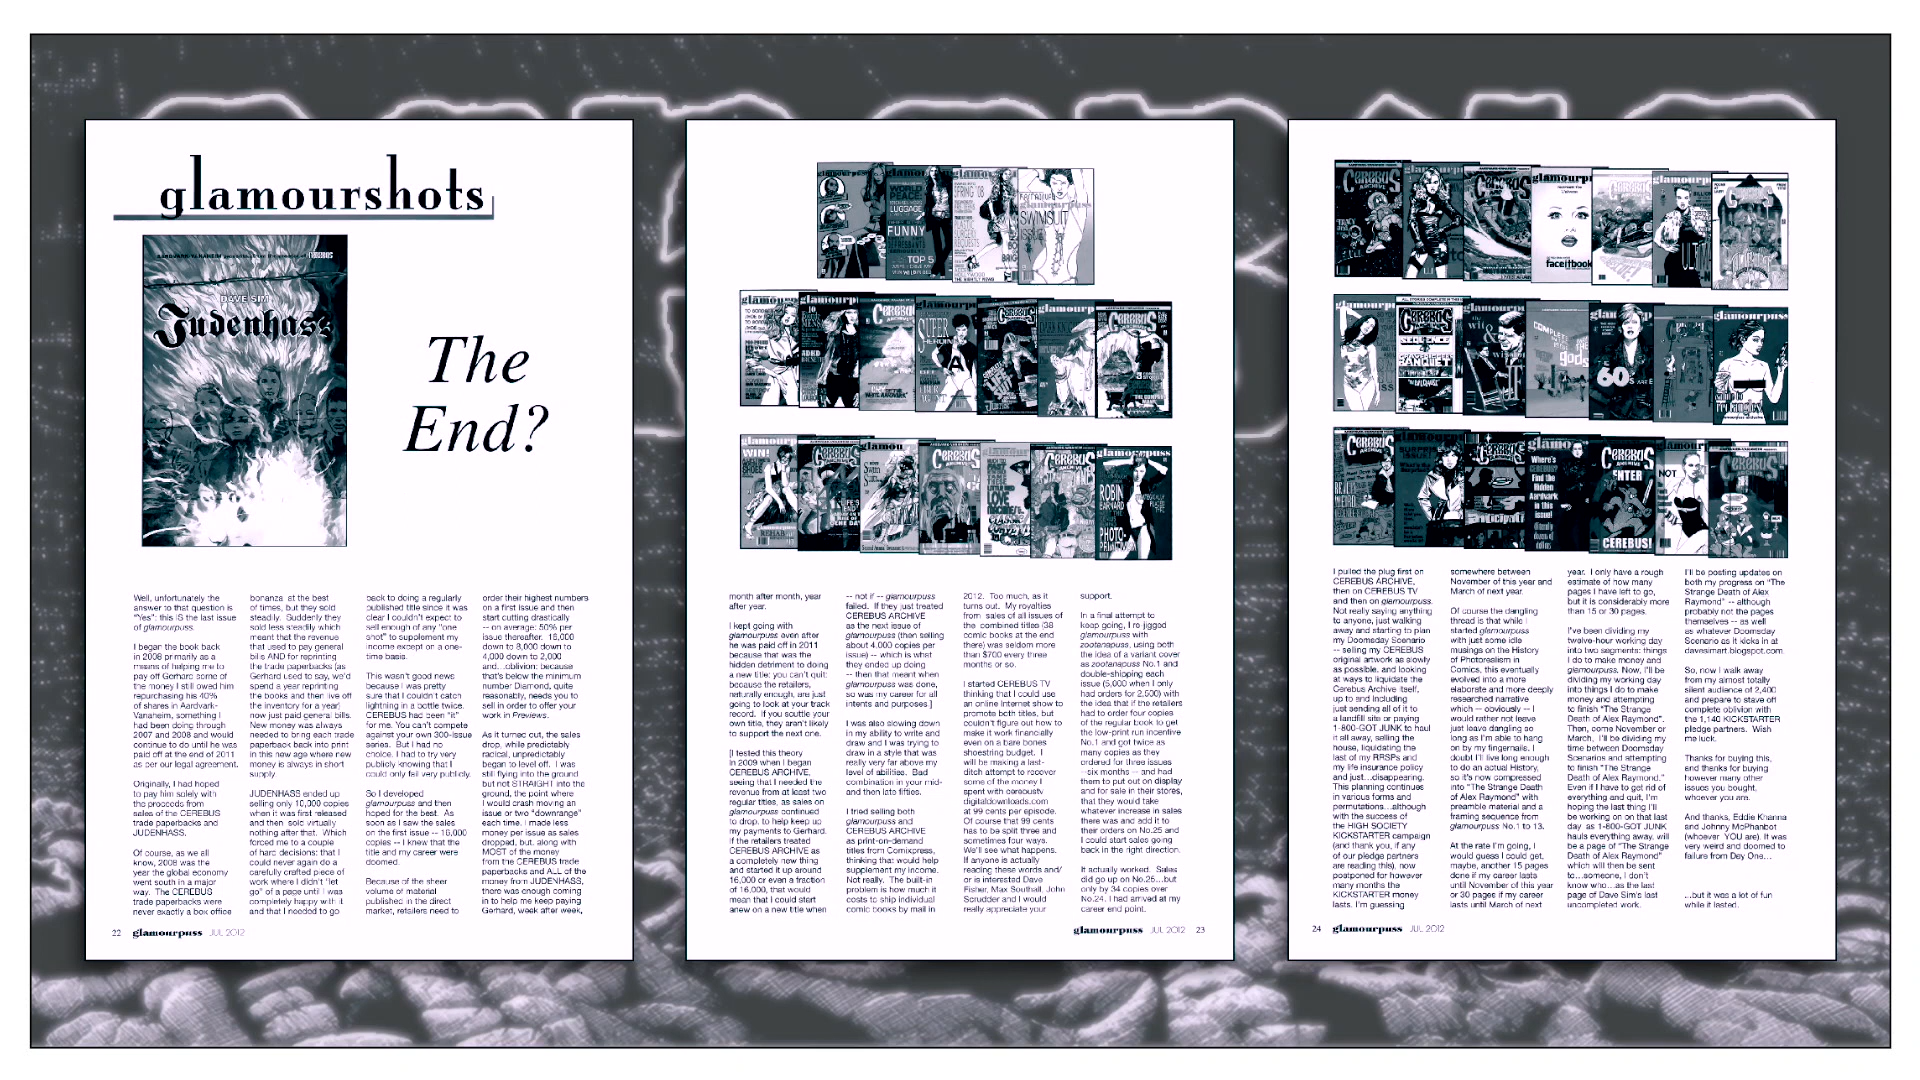 glamourshots
DAVE SIM
Judenhass
The
End?
Well, unfortunately the
answer to that question is
"Yes": this IS the last issue
of glamourpuss.
I began the book back
in 2008 primarily as a
means of helping me to
pay off Gerhard some of
the money I still owed him
repurchasing his 40%
of shares in Aardvark-
Vanaheim, something I
had been doing through
2007 and 2008 and would
continue to do until he was
paid off at the end of 2011
as per our legal agreement.
Originally, I had hoped
to pay him solely with
the proceeds from
sales of the CEREBUS
trade paperbacks and
JUDENHASS.
Of course, as we all
know, 2008 was the
year the global economy
went south in a major
way. The CEREBUS
trade paperbacks were
never exactly a box office
bonanza at the best
of times, but they sold
steadily. Suddenly they
sold less steadily which
meant that the revenue
that used to pay general
bills AND for reprinting
the trade paperbacks (as
Gerhard used to say, we'd
spend a year reprinting
the books and then live off
the inventory for a year)
now just paid general bills.
New money was always
needed to bring each trade
paperback back into print
in this new age where new
money is always in short
supply.
JUDENHASS ended up
selling only 10,000 copies
when it was first released
and then sold virtually
nothing after that. Which
forced me to a couple
of hard decisions: that I
could never again do a
carefully crafted piece of
work where I didn't "let
go" of a page until I was
completely happy with it
and that I needed to go
back to doing a regularly
published title since it was
clear I couldn't expect to
sell enough of any "one
shot" to supplement my
income except on a one-
time basis.
This wasn't good news
because I was pretty
sure that I couldn't catch
lightning in a bottle twice.
CEREBUS had been "it"
for me. You can't compete
against your own 300-issue
series. But I had no
choice. I had to try very
publicly knowing that I
could only fail very publicly.
So I developed
glamourpuss and then
hoped for the best. As
soon as I saw the sales
on the first issue -- 16,000
copies -- I knew that the
title and my career were
doomed.
Because of the sheer
volume of material
published in the direct
market, retailers need to
order their highest numbers
on a first issue and then
start cutting drastically
-- on average: 50% per
issue thereafter. 16,000
down to 8,000 down to
4,000 down to 2,000
and...oblivion: because
that's below the minimum
number Diamond, quite
reasonably, needs you to
sell in order to offer your
work in Previews.
As it turned out, the sales
drop, while predictably
radical, unpredictably
began to level off. I was
still flying into the ground
but not STRAIGHT into the
ground, the point where
I would crash moving an
issue or two "downrange"
each time. I made less
money per issue as sales
dropped, but, along with
MOST of the money
from the CEREBUS trade
paperbacks and ALL of the
money from JUDENHASS,
there was enough coming
in to help me keep paying
Gerhard, week after week,
22 glamourpuss JUL 2012
month after month, year
after year.
I kept going with
glamourpuss even after
he was paid off in 2011
because that was the
hidden detriment to doing
a new title: you can't quit:
because the retailers,
naturally enough, are just
going to look at your track
record. If you scuttle your
own title, they aren't likely
to support the next one.
[I tested this theory
in 2009 when I began
CEREBUS ARCHIVE,
seeing that I needed the
revenue from at least two
regular titles, as sales on
glamourpuss continued
to drop, to help keep up
my payments to Gerhard.
If the retailers treated
CEREBUS ARCHIVE as
a completely new thing
and started it up around
16,000 or even a fraction
of 16,000, that would
mean that I could start
anew on a new title when
-- not if -- glamourpuss
failed. If they just treated
CEREBUS ARCHIVE
as the next issue of
glamourpuss (then selling
about 4,000 copies per
issue) -- which is what
they ended up doing
-- then that meant when
glamourpuss was done,
so was my career for all
intents and purposes.]
I was also slowing down
in my ability to write and
draw and I was trying to
draw in a style that was
really very far above my
level of abilities. Bad
combination in your mid-
and then late fifties.
I tried selling both
glamourpuss and
CEREBUS ARCHIVE
as print-on-demand
titles from Comixpress,
thinking that would help
supplement my income.
Not really. The built-in
problem is how much it
costs to ship individual
comic books by mail in
2012. Too much, as it
turns out. My royalties
from sales of all issues of
the combined titles (38
comic books at the end
there) was seldom more
than $700 every three
months or so.
I started CEREBUS TV
thinking that I could use
an online Internet show to
promote both titles, but
couldn't figure out how to
make it work financially
even on a bare bones
shoestring budget. I
will be making a last-
ditch attempt to recover
some of the money I
spent with cerebustv
digitaldownloads.com
at 99 cents per episode.
Of course that 99 cents
has to be split three and
sometimes four ways.
We'll see what happens.
If anyone is actually
reading these words and/
or is interested Dave
Fisher, Max Southall, John
Scrudder and I would
really appreciate your
support.
In a final attempt to
keep going, I re-jigged
glamourpuss with
zootanapuss, using both
the idea of a variant cover
as zootanapuss No.1 and
double-shipping each
issue (5,000 when I only
had orders for 2,500) with
the idea that if the retailers
had to order four copies
of the regular book to get
the low-print run incentive
No.1 and got twice as
many copies as they
ordered for three issues
--six months -- and had
them to put out on display
and for sale in their stores,
that they would take
whatever increase in sales
there was and add it to
their orders on No.25 and
I could start sales going
back in the right direction.
It actually worked. Sales
did go up on No.25...but
only by 34 copies over
No.24. I had arrived at my
career end point.
glamourpuss JUL 2012 23
I pulled the plug first on
CEREBUS ARCHIVE,
then on CEREBUS TV
and then on glamourpuss.
Not really saying anything
to anyone, just walking
away and starting to plan
my Doomsday Scenario
-- selling my CEREBUS
original artwork as slowly
as possible, and looking
at ways to liquidate the
Cerebus Archive itself,
up to and including
just sending all of it to
a landfill site or paying
1-800-GOT JUNK to haul
it all away, selling the
house, liquidating the
last of my RRSPs and
my life insurance policy
and just...disappearing.
This planning continues
in various forms and
permutations...although
with the success of
the HIGH SOCIETY
KICKSTARTER campaign
(and thank you, if any
of our pledge partners
are reading this), now
postponed for however
many months the
KICKSTARTER money
lasts. I'm guessing
somewhere between
November of this year and
March of next year.
Of course the dangling
thread is that while I
started glamourpuss
with just some idle
musings on the History
of Photorealism in
Comics, this eventually
evolved into a more
elaborate and more deeply
researched narrative
which -- obviously -- I
would rather not leave
just leave dangling so
long as I'm able to hang
on by my fingernails. I
doubt I'll live long enough
to do an actual History,
so it's now compressed
into "The Strange Death
of Alex Raymond" with
preamble material and a
framing sequence from
glamourpuss No.1 to 13.
At the rate I'm going, I
would guess I could get,
maybe, another 15 pages
done if my career lasts
until November of this year
or 30 pages if my career
lasts until March of next
year. I only have a rough
estimate of how many
pages I have left to go,
but it is considerably more
than 15 or 30 pages.
I've been dividing my
twelve-hour working day
into two segments: things
I do to make money and
glamourpuss. Now, I'll be
dividing my working day
into things I do to make
money and attempting
to finish "The Strange
Death of Alex Raymond".
Then, come November or
March, I'll be dividing my
time between Doomsday
Scenarios and attempting
to finish "The Strange
Death of Alex Raymond."
Even if I have to get rid of
everything and quit, I'm
hoping the last thing I'll
be working on on that last
day as 1-800-GOT JUNK
hauls everything away, will
be a page of "The Strange
Death of Alex Raymond"
which will then be sent
to...someone, I don't
know who...as the last
page of Dave Sim's last
uncompleted work.
I'll be posting updates on
both my progress on "The
Strange Death of Alex
Raymond" -- although
probably not the pages
themselves -- as well
as whatever Doomsday
Scenario as it kicks in at
davesimart.blogspot.com.
So, now I walk away
from my almost totally
silent audience of 2,400
and prepare to stave off
complete oblivion with
the 1,140 KICKSTARTER
pledge partners. Wish
me luck.
Thanks for buying this,
and thanks for buying
however many other
issues you bought,
whoever you are.
And thanks, Eddie Khanna
and Johnny McPhantbot
(whoever YOU are). It was
very weird and doomed to
failure from Day One...
...but it was a lot of fun
while it lasted.
24 glamourpuss JUL 2012